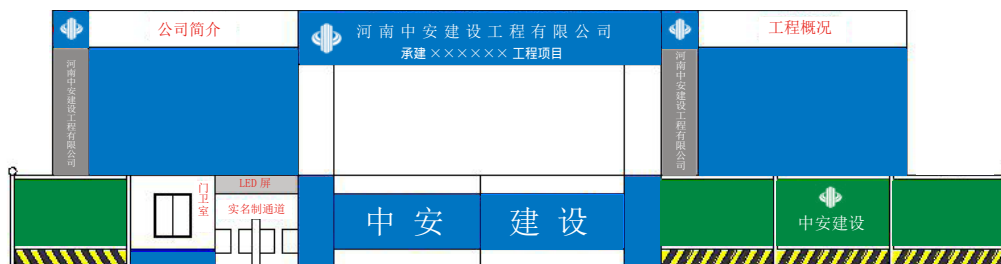 公司简介
河南中安建设工程有限公司
河南中安建设工程有限公司
承建××××××工程项目
工程概况
河南中安建设工程有限公司
门卫室
LED屏
实名制通道
中安
建设
中安建设